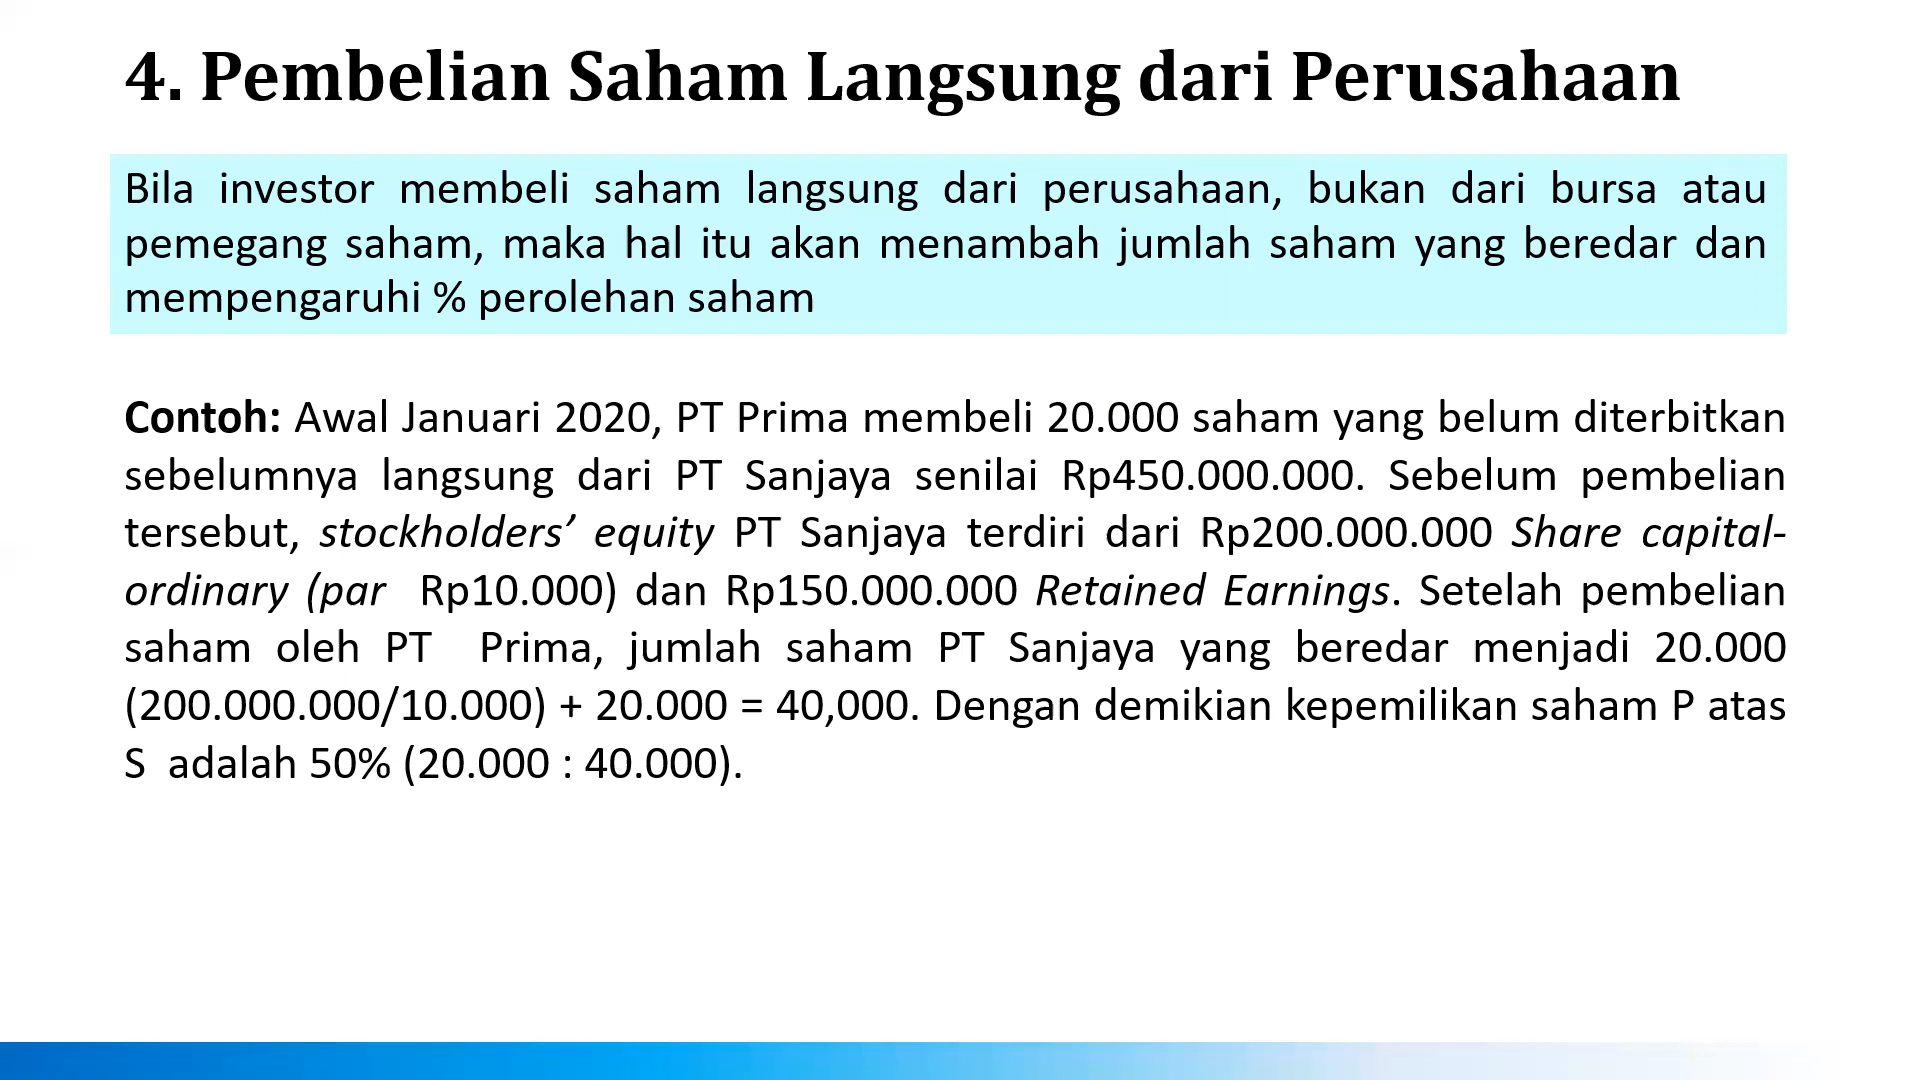 4. Pembelian Saham Langsung dari Perusahaan
Bila investor membeli saham langsung dari perusahaan, bukan dari bursa atau
pemegang saham, maka hal itu akan menambah jumlah saham yang beredar dan
mempengaruhi % perolehan saham
Contoh: Awal Januari 2020, PT Prima membeli 20.000 saham yang belum diterbitkan
sebelumnya langsung dari PT Sanjaya senilai Rp450.000.000. Sebelum pembelian
tersebut, stockholders’ equity PT Sanjaya terdiri dari Rp200.000.000 Share capital-
ordinary (par Rp10.000) dan Rp150.000.000 Retained Earnings. Setelah pembelian
saham oleh PT Prima, jumlah saham PT Sanjaya yang beredar menjadi 20.000
(200.000.000/10.000) + 20.000 = 40,000. Dengan demikian kepemilikan saham P atas
S adalah 50% (20.000 : 40.000).